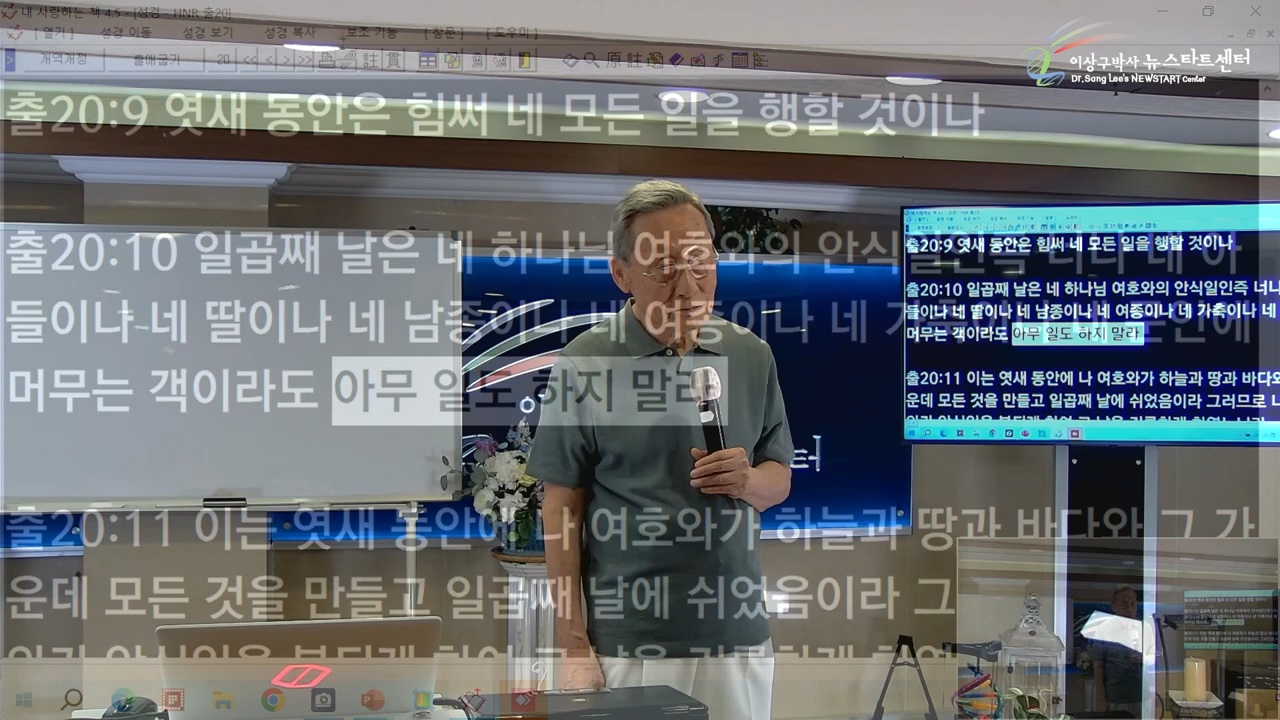 내 사랑하는 책 4.5 - [성경 - HNR 출20]
[ 열기 ] 성경 이동 성경 보기 성경 복사 보조 기능 [ 창문 ] [ 도우미 ]
개역개정 출애굽기 20
이상구박사 뉴스타트센터
Dr. Sang Lee's NEWSTART Center
출20:9 엿새 동안은 힘써 네 모든 일을 행할 것이나
출20:10 일곱째 날은 네 하나님 여호와의 안식일인즉 너나 네 아
들이나 네 딸이나 네 남종이나 네 여종이나 네 가축이나 네 문안에
머무는 객이라도 아무 일도 하지 말라
출20:11 이는 엿새 동안에 나 여호와가 하늘과 땅과 바다와 그 가
운데 모든 것을 만들고 일곱째 날에 쉬었음이라 그
출20:9 엿새 동안은 힘써 네 모든 일을 행할 것이나
출20:10 일곱째 날은 네 하나님 여호와의 안식일인즉 너나
들이나 네 딸이나 네 남종이나 네 여종이나 네 가축이나 네
머무는 객이라도 아무 일도 하지 말라
출20:11 이는 엿새 동안에 나 여호와가 하늘과 땅과 바다와
운데 모든 것을 만들고 일곱째 날에 쉬었음이라 그러므로
터